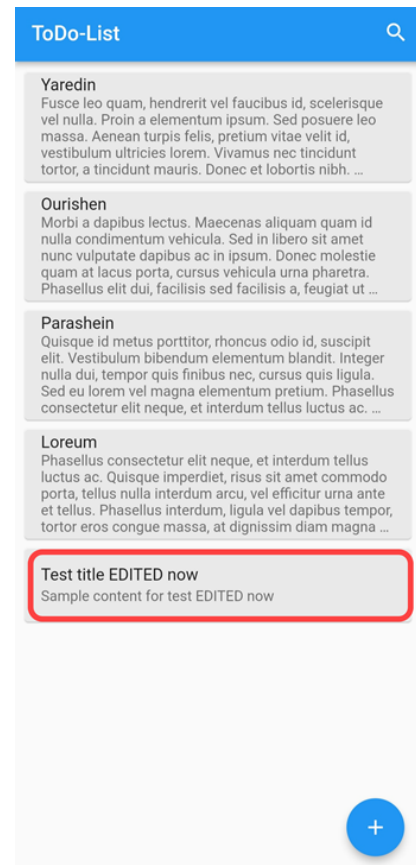 ToDo-List
Yaredin
Fusce leo quam, hendrerit vel faucibus id, scelerisque
vel nulla. Proin a elementum ipsum. Sed posuere leo
massa. Aenean turpis felis, pretium vitae velit id,
vestibulum ultricies lorem. Vivamus nec tincidunt
tortor, a tincidunt mauris. Donec et lobortis nibh. ...
Ourishen
Morbi a dapibus lectus. Maecenas aliquam quam id
nulla condimentum vehicula. Sed in libero sit amet
nunc vulputate dapibus ac in ipsum. Donec molestie
quam at lacus porta, cursus vehicula urna pharetra.
Phasellus elit dui, facilisis sed facilisis a, feugiat ut ...
Parashein
Quisque id metus porttitor, rhoncus odio id, suscipit
elit. Vestibulum bibendum elementum blandit. Integer
nulla dui, tempor quis finibus nec, cursus quis ligula.
Sed eu lorem vel magna elementum pretium. Phasellus
consectetur elit neque, et interdum tellus luctus ac. ...
Loreum
Phasellus consectetur elit neque, et interdum tellus
luctus ac. Quisque imperdiet, risus sit amet commodo
porta, tellus nulla interdum arcu, vel efficitur urna ante
et tellus. Phasellus interdum, ligula vel dapibus tempor,
tortor eros congue massa, at dignissim diam magna ...
Test title EDITED now
Sample content for test EDITED now